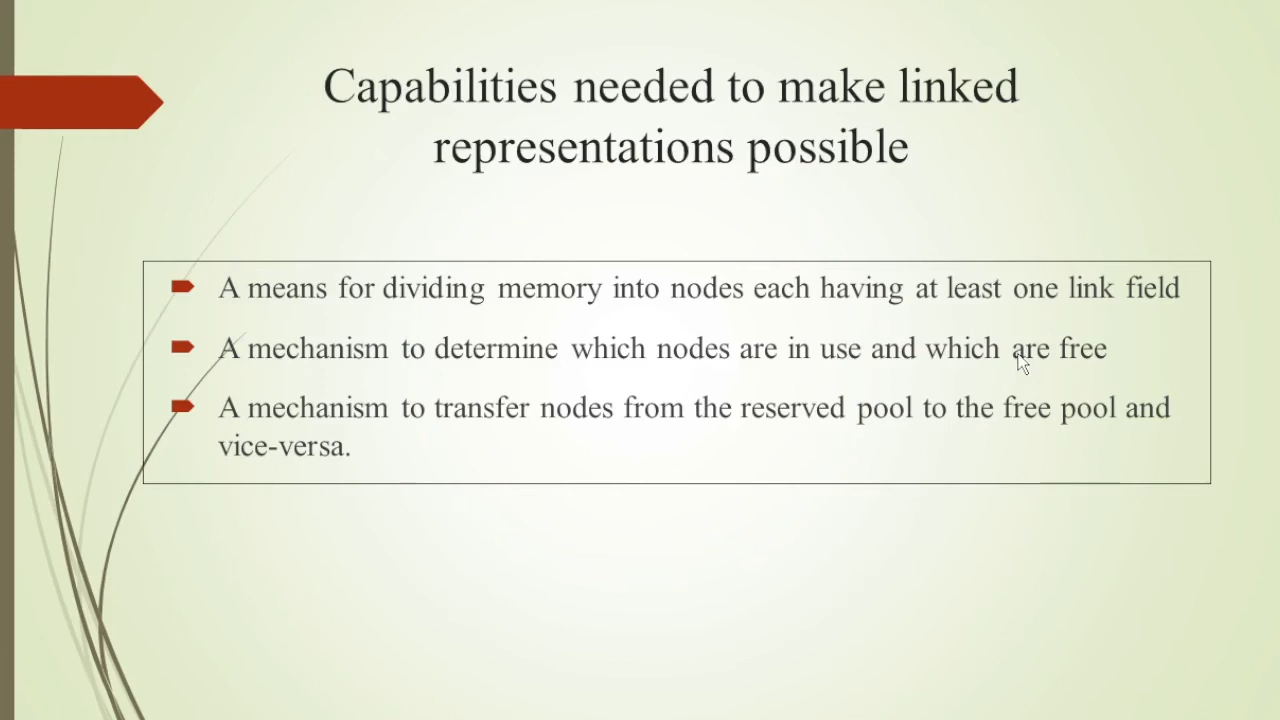 Capabilities needed to make linked
representations possible
A means for dividing memory into nodes each having at least one link field
A mechanism to determine which nodes are in use and which are free
A mechanism to transfer nodes from the reserved pool to the free pool and
vice-versa.